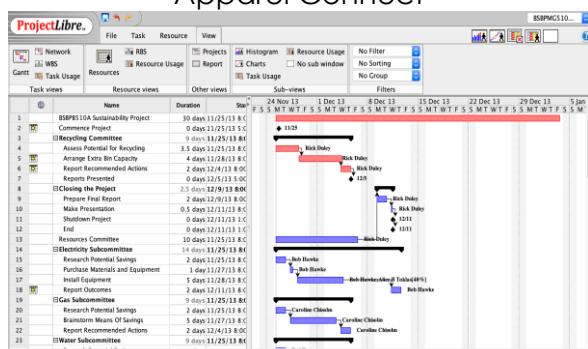 Apparel Connect
ProjectLibre
File Task Resource View
BSBPMG510...
Network
WBS
Gantt Task Usage
Task views
RBS
Resource Usage
Resources
Resource views
Projects
Report
Other views
Histogram Resource Usage
Charts No sub window
Task Usage
Sub-views
No Filter
No Sorting
No Group
Filters
Name Duration
24 Nov 13 1 Dec 13 8 Dec 13 15 Dec 13 22 Dec 13 29 Dec 13 5 Jan
F S S M T W T F S S M T W T F S S M T W T F S S M T W T F S S M T W T F S S M T W T F S S M
1 BSBPBS10A Sustainability Project 30 days 11/25/13 8:0
2 Commence Project 0 days 11/25/13 5:0 11/25
3 Recycling Committee 9 days 11/25/13 8:0
4 Assess Potential for Recycling 3.5 days 11/25/13 8:0 Rick Duley
5 Arrange Extra Bin Capacity 4 days 11/28/13 8:0 Rick Duley
6 Report Recommended Actions 2 days 12/4/13 8:00 Rick Duley
7 Reports Presented 0 days 12/5/13 5:00 12/5
8 Closing the Project 2.5 days 12/9/13 8:00
9 Prepare Final Report 2 days 12/9/13 8:00 Rick Duley
10 Make Presentation 0.5 days 12/11/13 8:0 Rick Duley
11 Shutdown Project 0 days 12/11/13 1:0 12/11
12 End 0 days 12/11/13 1:0 12/11
13 Resources Committee 10 days 11/25/13 8:0 Rick Duley
14 Electricity Subcommittee 14 days 11/25/13 8:0
15 Research Potential Savings 2 days 11/25/13 8:0 Bob Hawke
16 Purchase Materials and Equipment 1 day 11/27/13 8:0 Bob Hawke
17 Install Equipment 5 days 11/28/13 8:0 Bob Hawke;Alice B Toklas[40%]
18 Report Outcomes 2 days 12/11/13 8:0 Bob Hawke
19 Gas Subcommittee 9 days 11/25/13 8:0
20 Research Potential Savings 2 days 11/25/13 8:0 Caroline Chisolm
21 Brainstorm Means Of Savings 5 days 11/27/13 8:0 Caroline Chisolm
22 Report Recommended Actions 2 days 12/4/13 8:00 Caroline Chisolm
23 Water Subcommittee 9 days 11/25/13 8:0